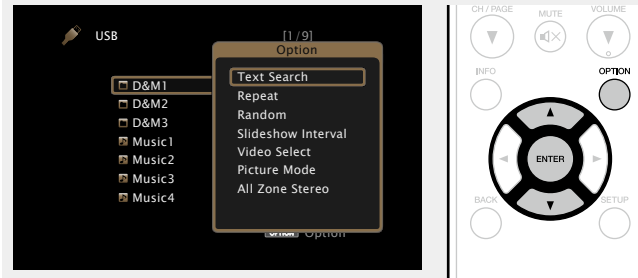 USB
[1/9]
Option
Text Search
Repeat
Random
Slideshow Interval
Video Select
Picture Mode
All Zone Stereo
D&M1
D&M2
D&M3
Music1
Music2
Music3
Music4
OPTION Option
CH / PAGE
MUTE
VOLUME
INFO
OPTION
ENTER
BACK
SETUP